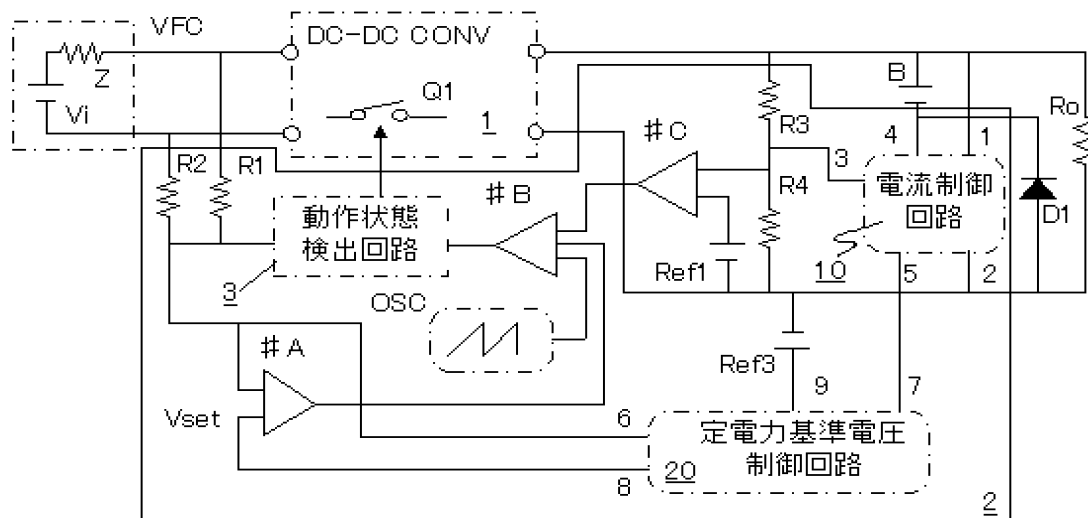 VFC
Z
Vi
DC-DC CONV
Q1
1
R2
R1
動作状態
検出回路
3
♯B
♯C
Ref1
R3
R4
B
4
1
3
電流制御
回路
10
5
2
D1
Ro
OSC
♯A
Vset
Ref3
9
7
6
8
定電力基準電圧
制御回路
20
2